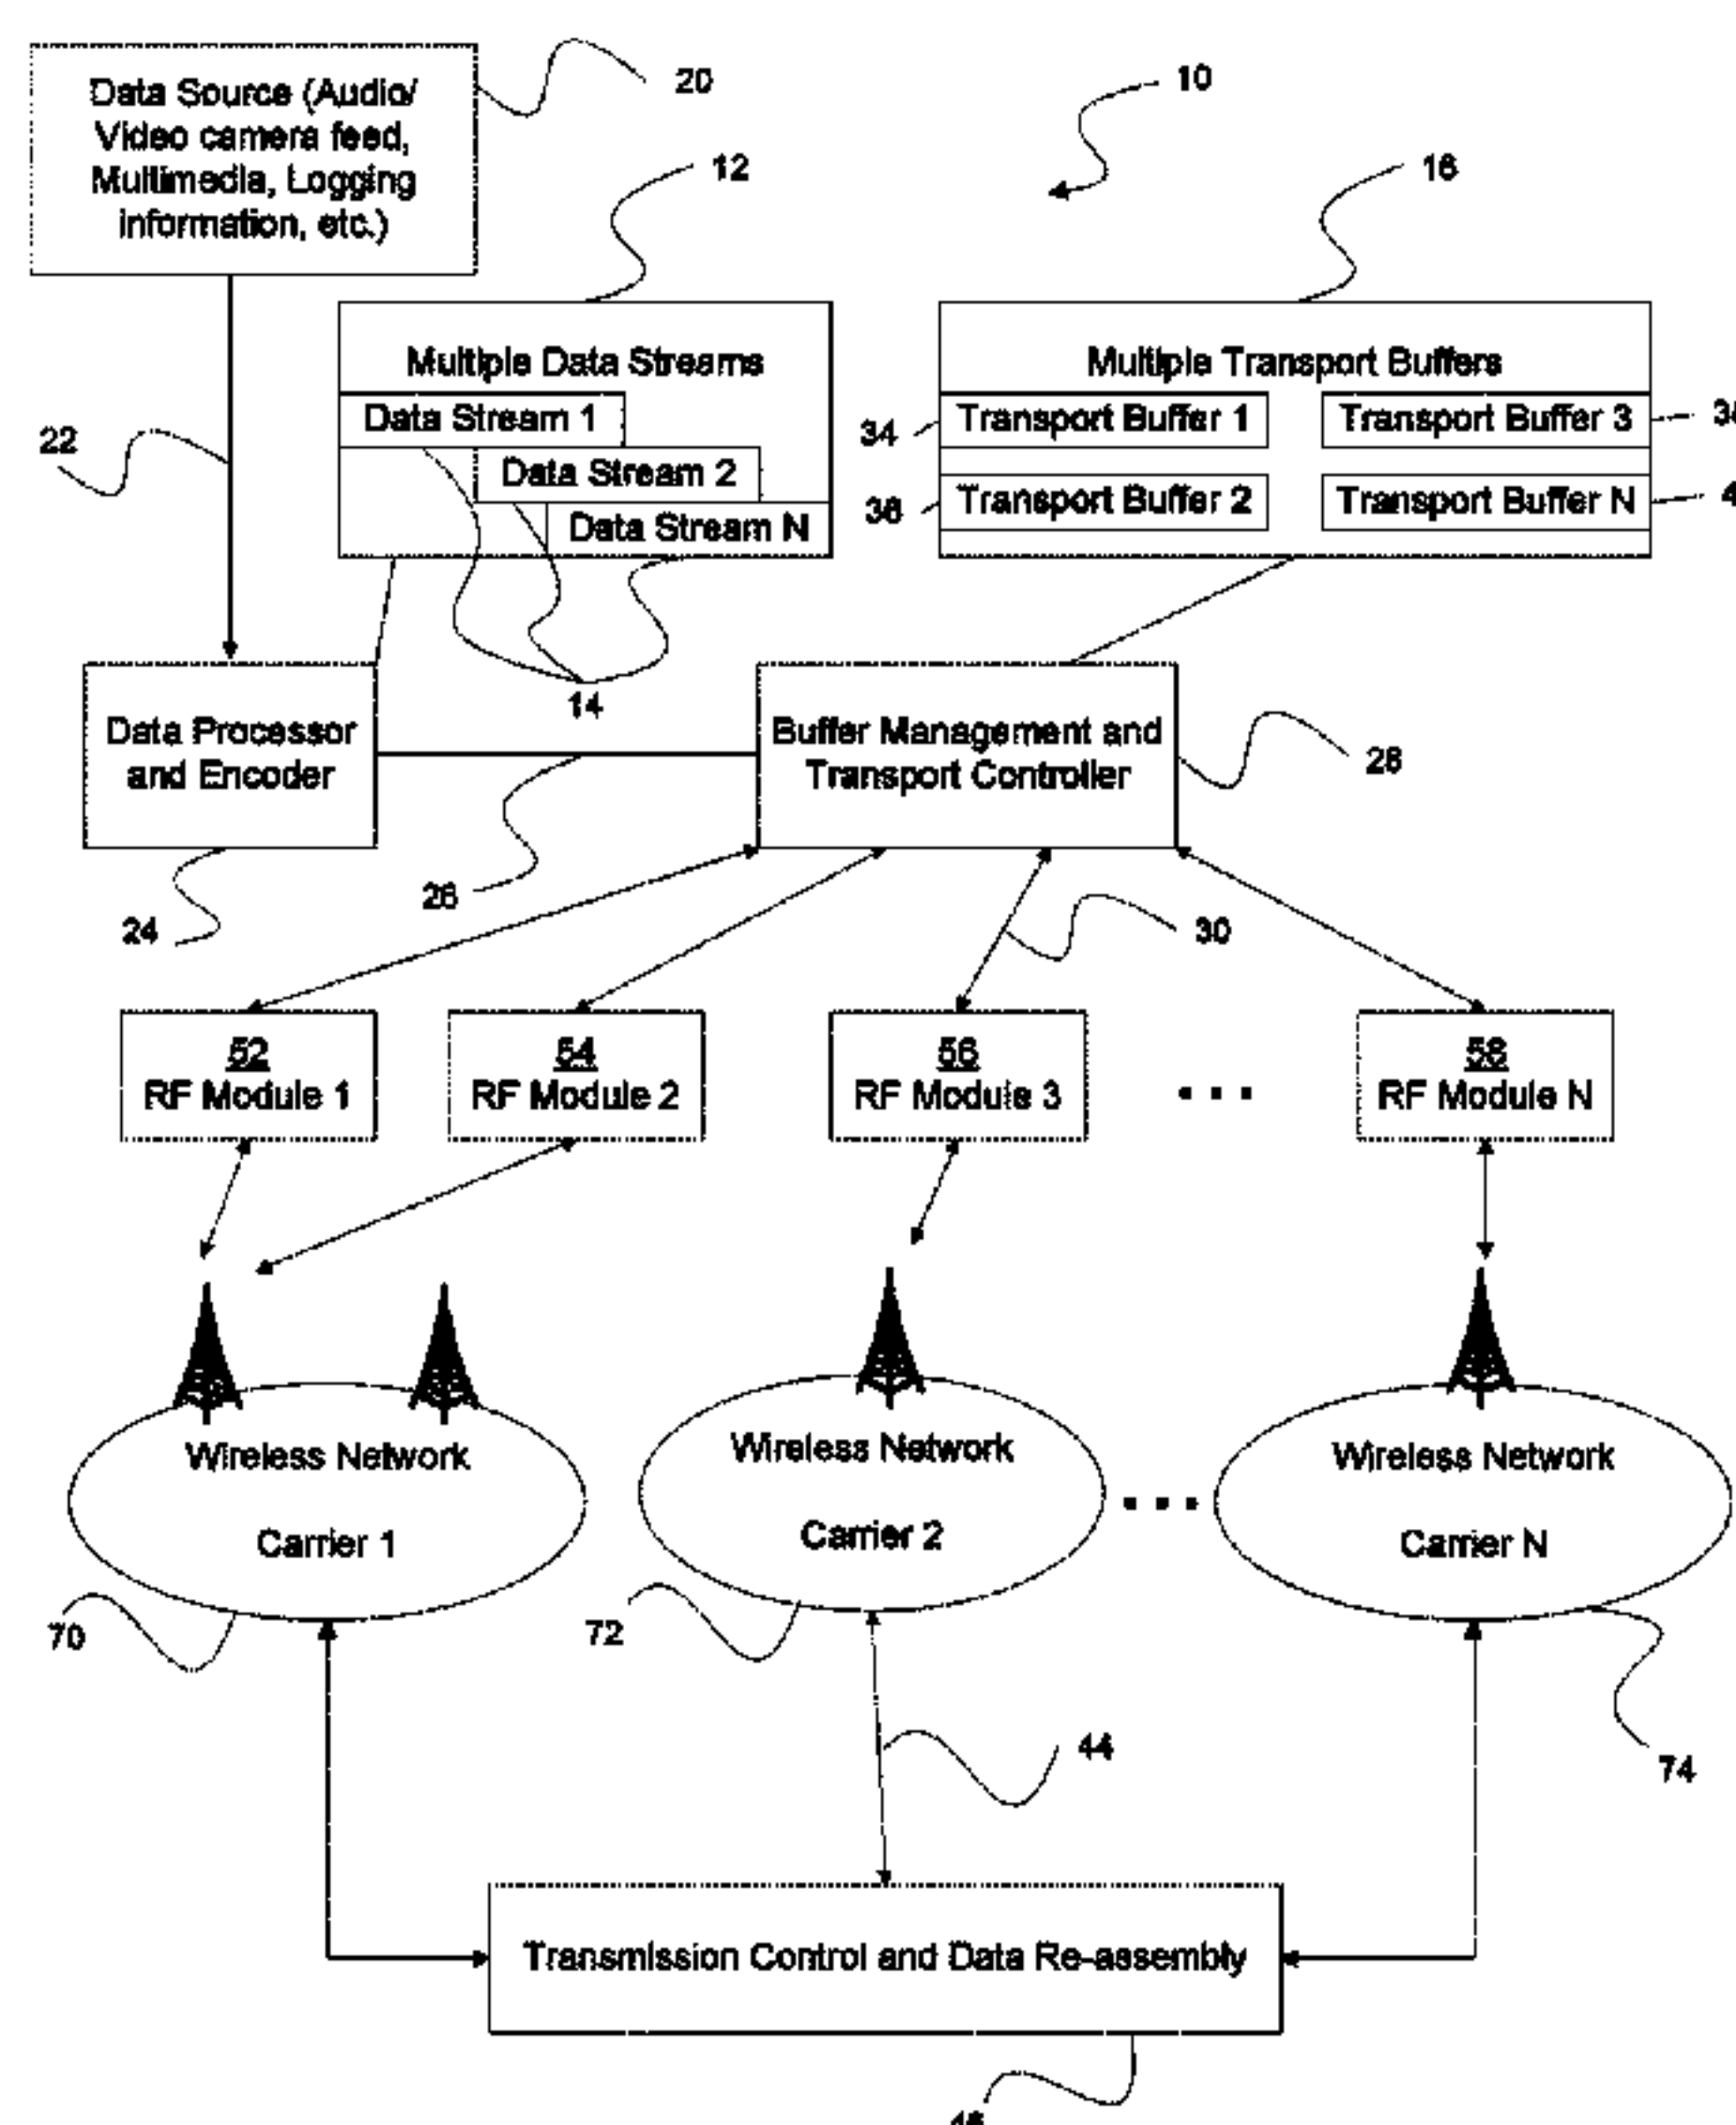 Data Source (Audio/
Video camera feed,
Multimedia, Logging
information, etc.)
20
10
12
16
Multiple Data Streams
Data Stream 1
Data Stream 2
Data Stream N
Multiple Transport Buffers
Transport Buffer 1
Transport Buffer 3
Transport Buffer 2
Transport Buffer N
22
34
36
14
Data Processor
and Encoder
Buffer Management and
Transport Controller
28
26
24
30
52
RF Module 1
54
RF Module 2
56
RF Module 3
...
58
RF Module N
Wireless Network
Carrier 1
Wireless Network
Carrier 2
...
Wireless Network
Carrier N
70
72
44
74
Transmission Control and Data Re-assembly